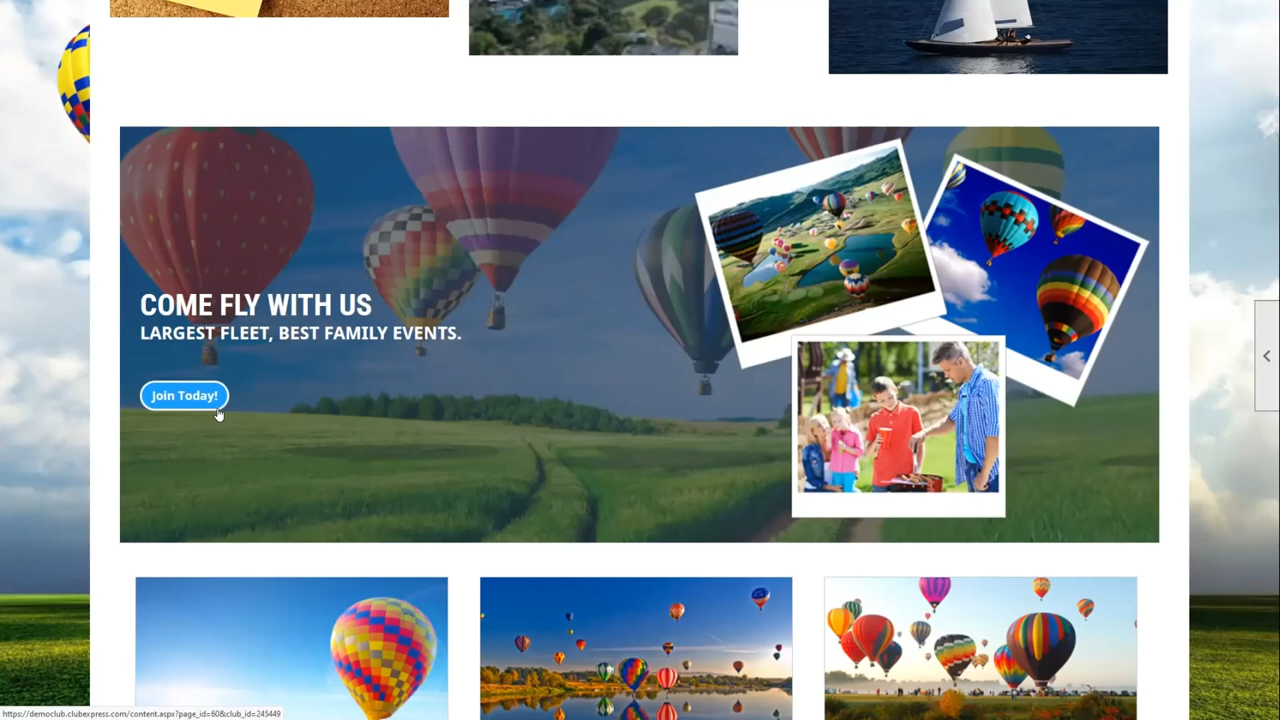 COME FLY WITH US
LARGEST FLEET, BEST FAMILY EVENTS.
Join Today!
https://democlub.clubexpress.com/content.aspx?page_id=60&club_id=245449